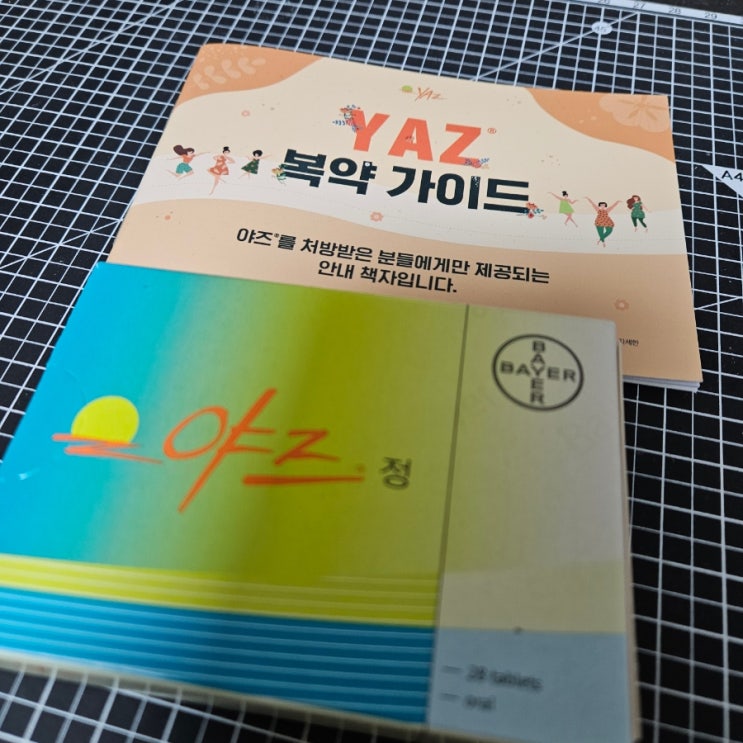 YAZ
YAZ®
복약 가이드
야즈®를 처방받은 분들에게만 제공되는
안내 책자입니다.
BAYER
BAYER
야즈® 정
28 tablets
oral
A4